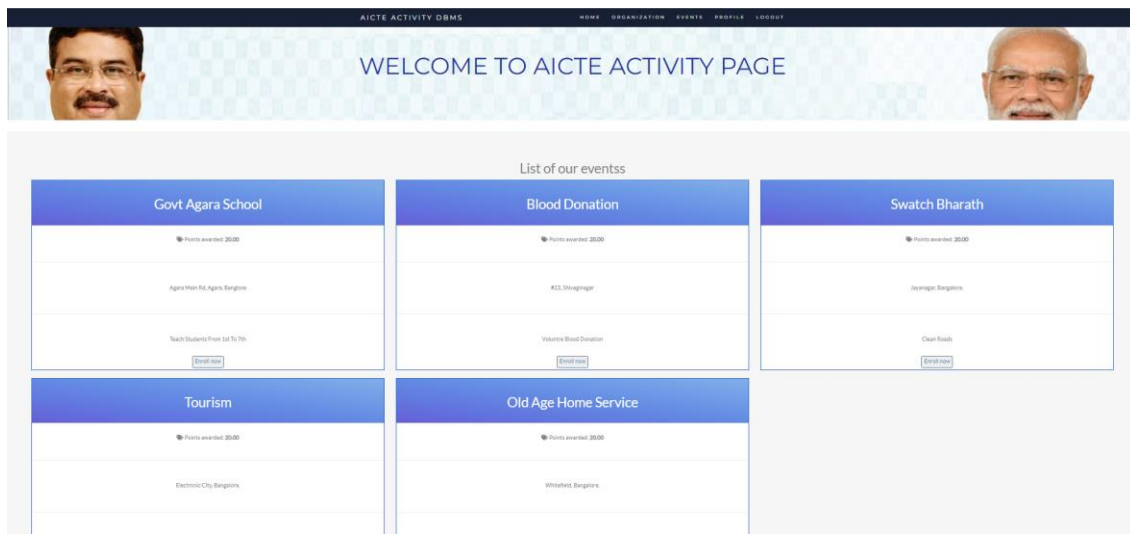 AICTE ACTIVITY DBMS
HOME ORGANIZATION EVENTS PROFILE LOGOUT
WELCOME TO AICTE ACTIVITY PAGE
List of our eventss
Govt Agara School
Points awarded: 20.00
Agara Main Rd, Agara, Banglore
Teach Students From 1st To 7th
Enroll now
Blood Donation
Points awarded: 20.00
#23, Shivaginagar
Voluntre Blood Donation
Enroll now
Swatch Bharath
Points awarded: 20.00
Jayanagar, Bangalore,
Clean Roads
Enroll now
Tourism
Points awarded: 20.00
Electronic City, Bangalore,
Old Age Home Service
Points awarded: 20.00
Whitefield, Bangalore,